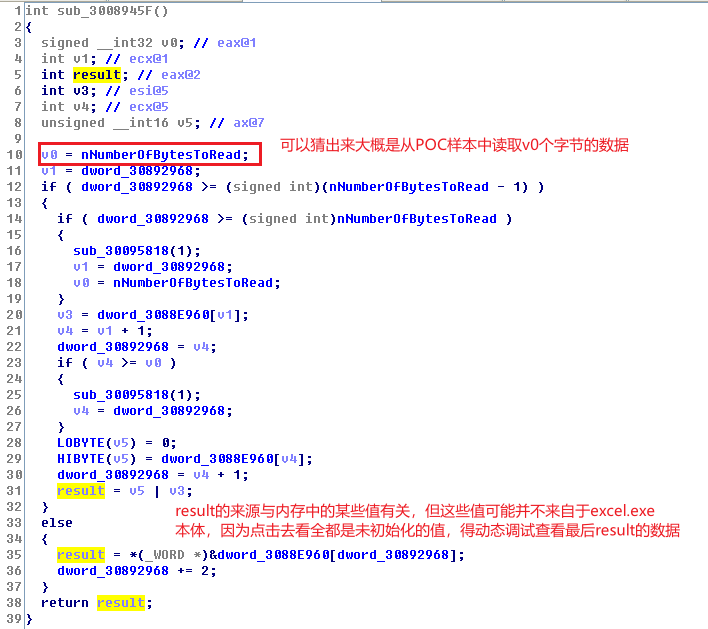 1 int sub_3008945F()
2 {
3 signed __int32 v0; // eax@1
4 int v1; // ecx@1
5 int result; // eax@2
6 int v3; // esi@5
7 int v4; // ecx@5
8 unsigned __int16 v5; // ax@7
9
可以猜出来大概是从POC样本中读取v0个字节的数据
10 v0 = nNumberOfBytesToRead;
11 v1 = dword_30892968;
12 if ( dword_30892968 >= (signed int)(nNumberOfBytesToRead - 1) )
13 {
14 if ( dword_30892968 >= (signed int)nNumberOfBytesToRead )
15 {
16 sub_30095818(1);
17 v1 = dword_30892968;
18 v0 = nNumberOfBytesToRead;
19 }
20 v3 = dword_3088E960[v1];
21 v4 = v1 + 1;
22 dword_30892968 = v4;
23 if ( v4 >= v0 )
24 {
25 sub_30095818(1);
26 v4 = dword_30892968;
27 }
28 LOBYTE(v5) = 0;
29 HIBYTE(v5) = dword_3088E960[v4];
30 dword_30892968 = v4 + 1;
31 result = v5 | v3;
32 }
result的来源与内存中的某些值有关，但这些值可能并不来自于excel.exe
本体，因为点击去看全都是未初始化的值，得动态调试查看最后result的数据
33 else
34 {
35 result = *(_WORD *)&dword_3088E960[dword_30892968];
36 dword_30892968 += 2;
37 }
38 return result;
39 }